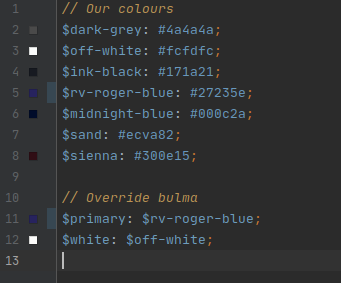 1 // Our colours
2 $dark-grey: #4a4a4a;
3 $off-white: #fcfdfc;
4 $ink-black: #171a21;
5 $rv-roger-blue: #27235e;
6 $midnight-blue: #000c2a;
7 $sand: #ecva82;
8 $sienna: #300e15;
9
10 // Override bulma
11 $primary: $rv-roger-blue;
12 $white: $off-white;
13